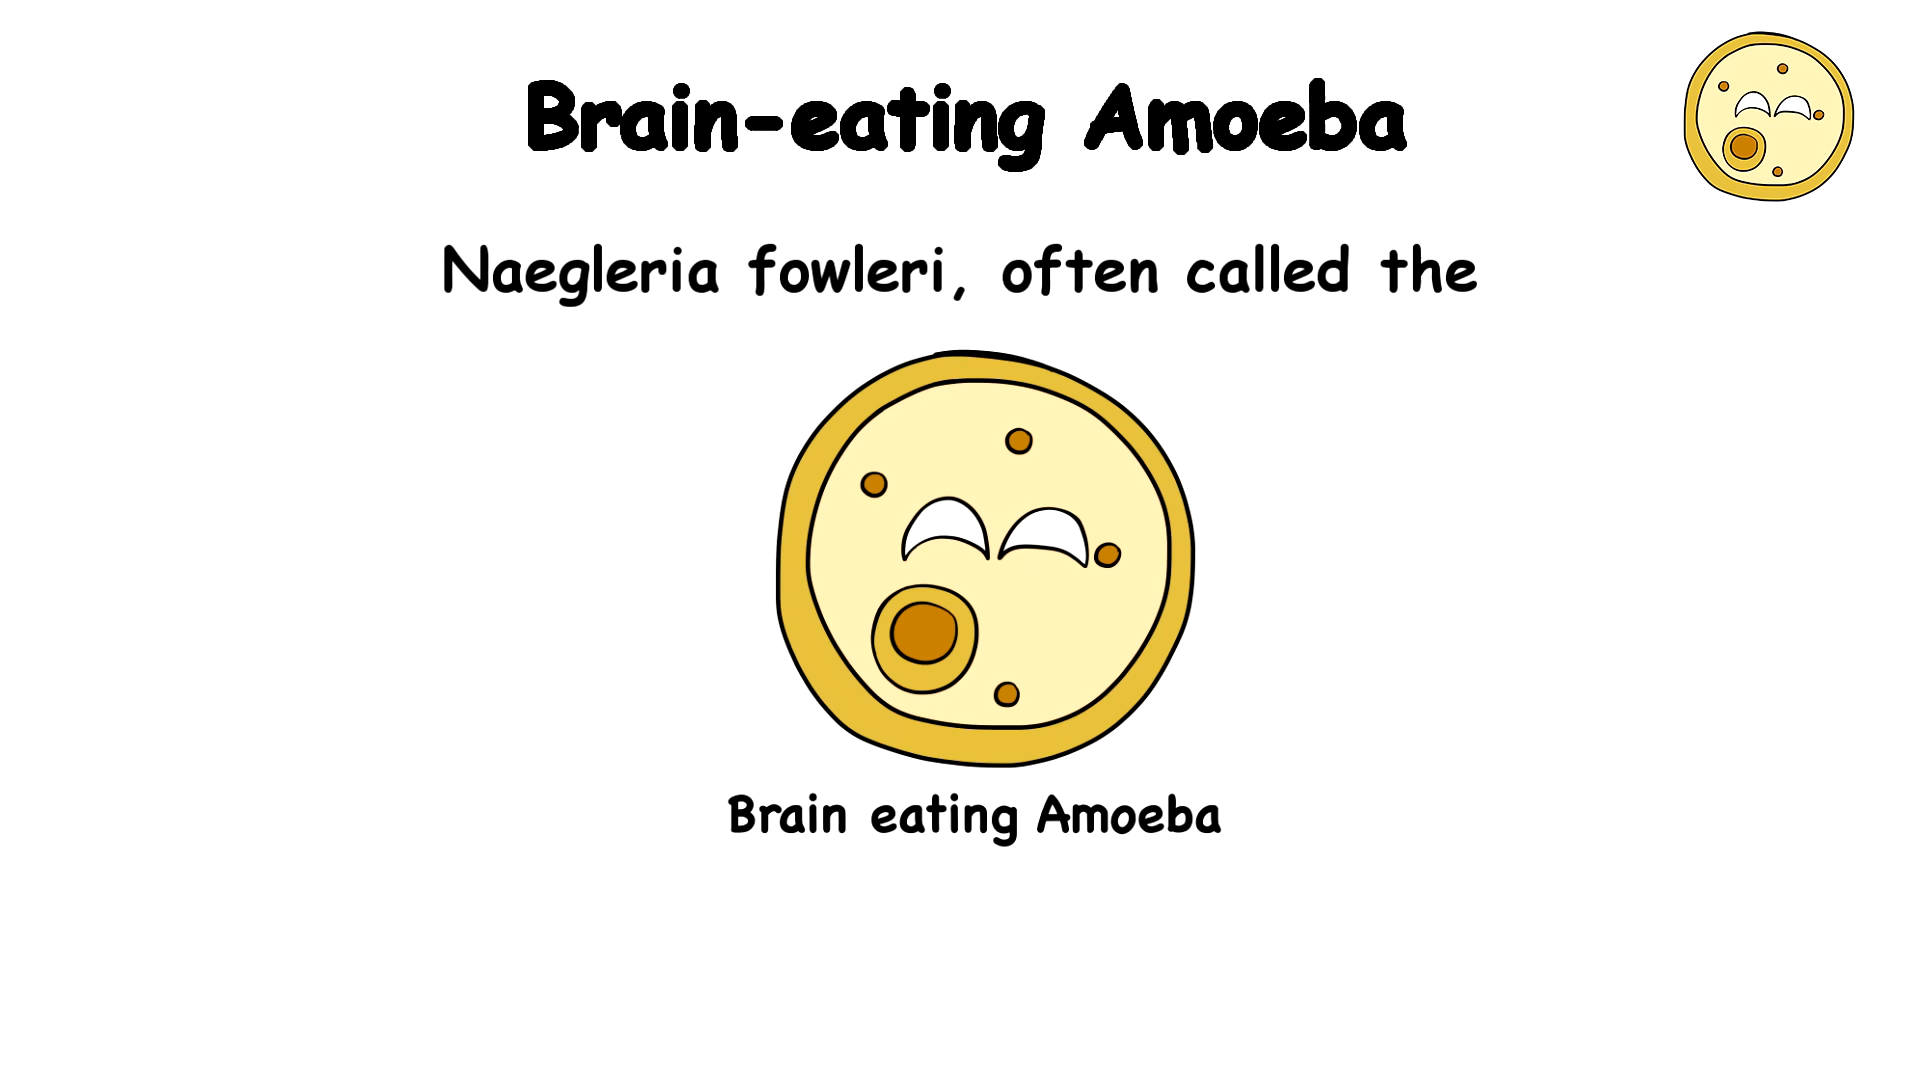 Brain-eating Amoeba
Naegleria fowleri, often called the
Brain eating Amoeba